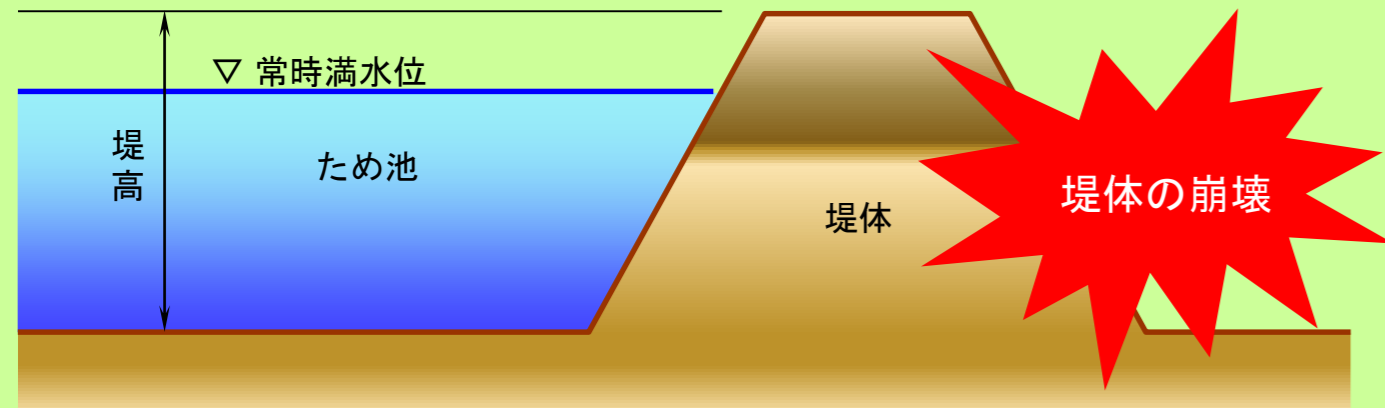 ▽ 常時満水位
堤高
ため池
堤体
堤体の崩壊